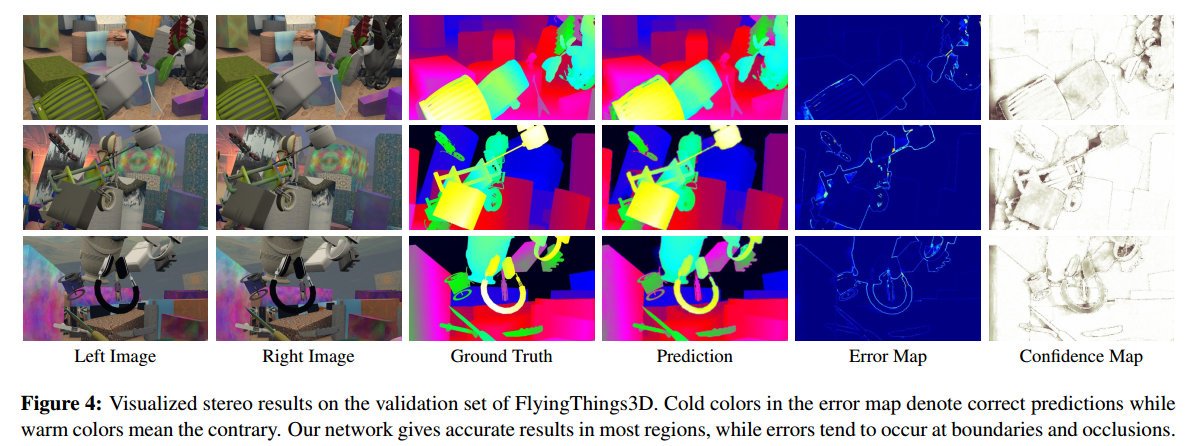 Left Image Right Image Ground Truth Prediction Error Map Confidence Map
Figure 4: Visualized stereo results on the validation set of FlyingThings3D. Cold colors in the error map denote correct predictions while
warm colors mean the contrary. Our network gives accurate results in most regions, while errors tend to occur at boundaries and occlusions.